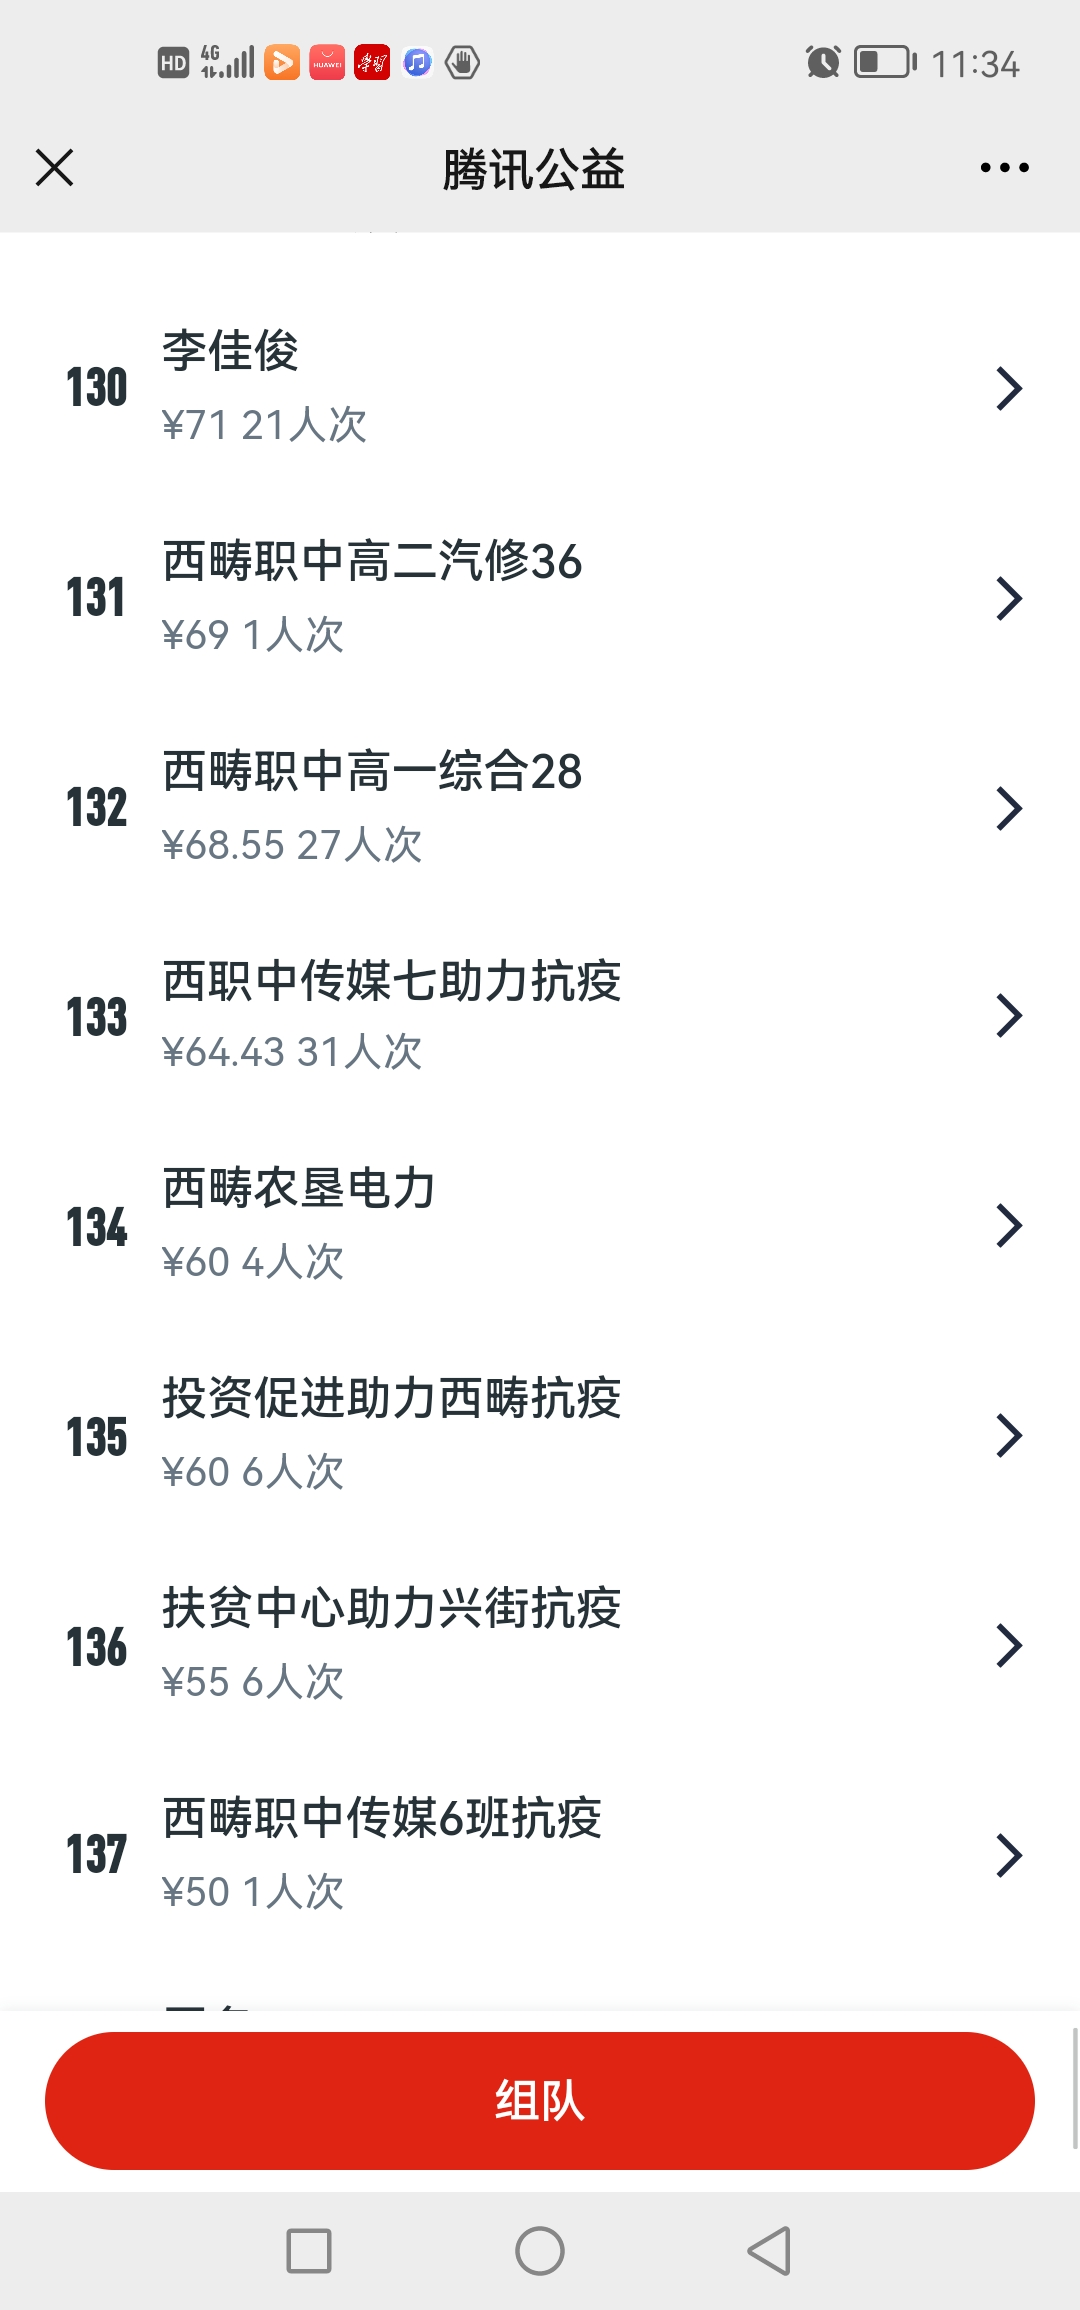 HD 4G 11:34
腾讯公益
130
李佳俊
¥71 21人次
131
西畴职中高二汽修36
¥69 1人次
132
西畴职中高一综合28
¥68.55 27人次
133
西职中传媒七助力抗疫
¥64.43 31人次
134
西畴农垦电力
¥60 4人次
135
投资促进助力西畴抗疫
¥60 6人次
136
扶贫中心助力兴街抗疫
¥55 6人次
137
西畴职中传媒6班抗疫
¥50 1人次
组队